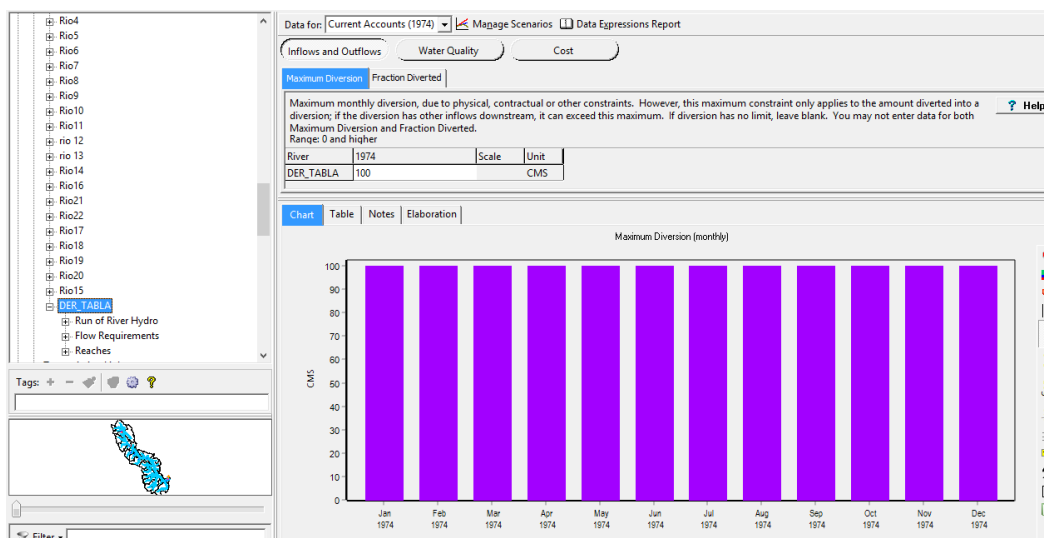 Rio4
Rio5
Rio6
Rio7
Rio8
Rio9
Rio10
Rio11
rio 12
rio 13
Rio14
Rio16
Rio21
Rio22
Rio17
Rio18
Rio19
Rio20
Rio15
DER_TABLA
Run of River Hydro
Flow Requirements
Reaches
Tags:
Filter
Data for: Current Accounts (1974) Manage Scenarios Data Expressions Report
Inflows and Outflows Water Quality Cost
Maximum Diversion Fraction Diverted
Maximum monthly diversion, due to physical, contractual or other constraints. However, this maximum constraint only applies to the amount diverted into a
diversion; if the diversion has other inflows downstream, it can exceed this maximum. If diversion has no limit, leave blank. You may not enter data for both
Maximum Diversion and Fraction Diverted.
Range: 0 and higher
? Help
River 1974 Scale Unit
DER_TABLA 100 CMS
Chart Table Notes Elaboration
Maximum Diversion (monthly)
CMS
100
90
80
70
60
50
40
30
20
10
0
Jan Feb Mar Apr May Jun Jul Aug Sep Oct Nov Dec
1974 1974 1974 1974 1974 1974 1974 1974 1974 1974 1974 1974